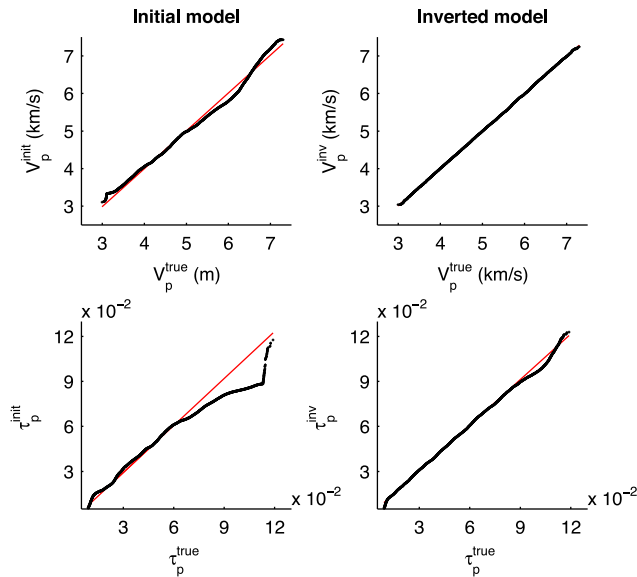 Initial model
Inverted model
7
6
5
4
3
V_p^init (km/s)
3 4 5 6 7
V_p^true (m)
7
6
5
4
3
V_p^inv (km/s)
3 4 5 6 7
V_p^true (km/s)
x 10^-2
12
9
6
3
τ_p^init
3 6 9 12
x 10^-2
τ_p^true
x 10^-2
12
9
6
3
τ_p^inv
3 6 9 12
x 10^-2
τ_p^true